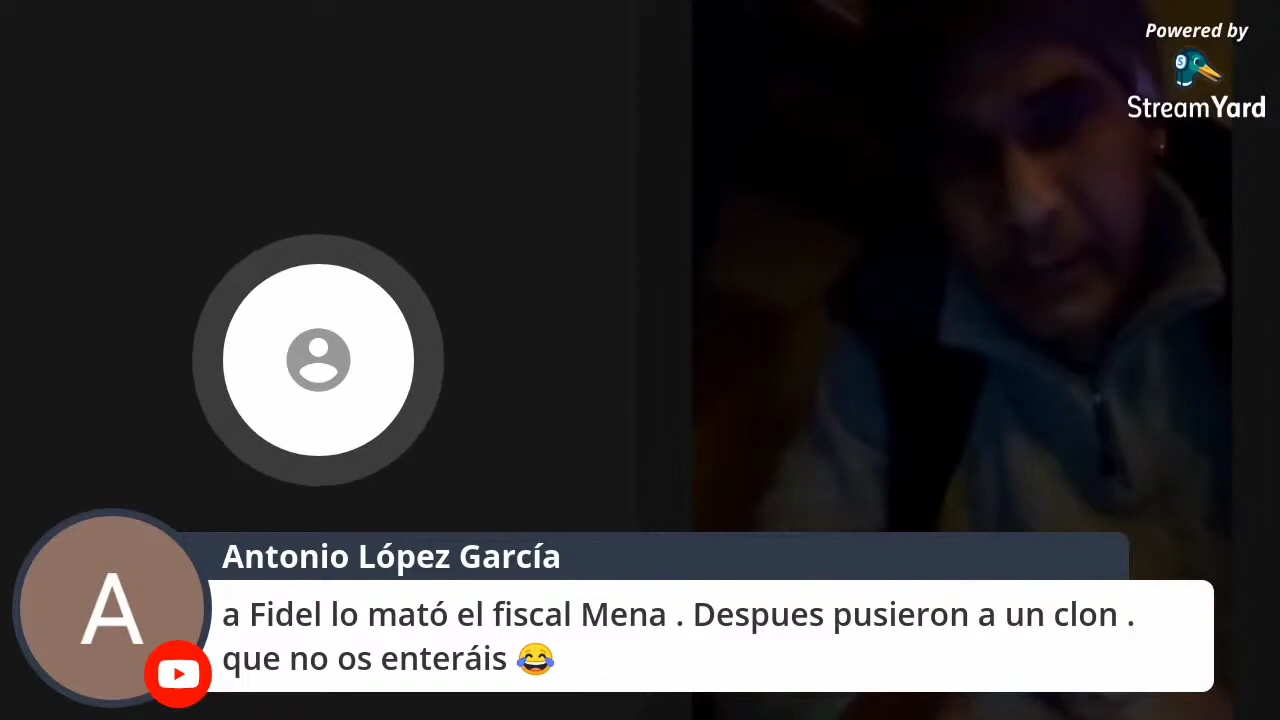 Powered by
StreamYard
Antonio López García
A
a Fidel lo mató el fiscal Mena . Despues pusieron a un clon .
que no os enteráis 😂